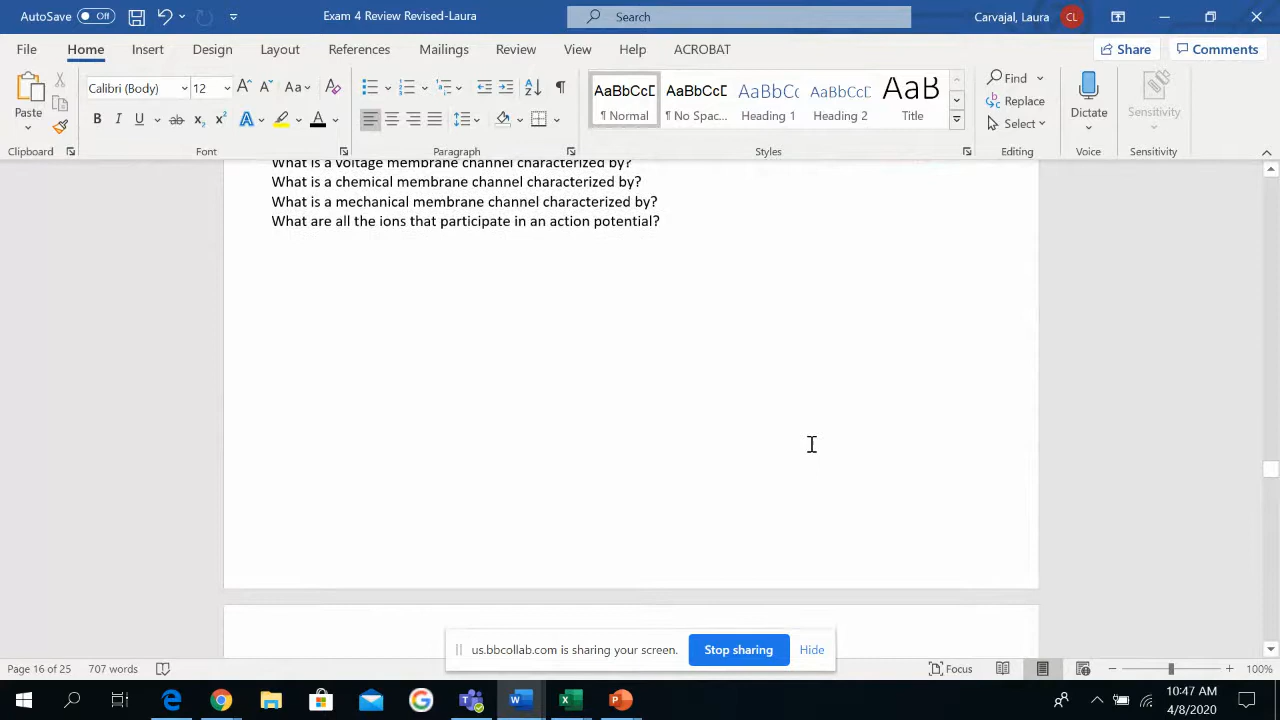 AutoSave Off
Exam 4 Review Revised-Laura
Search
Carvajal, Laura CL
File Home Insert Design Layout References Mailings Review View Help ACROBAT
Share Comments
Paste
Calibri (Body) 12
A A Aa A
B I U ab x2 x2 A A
AaBbCcD AaBbCcD AaBbCc AaBbCcD AaB
¶ Normal ¶ No Spac... Heading 1 Heading 2 Title
Find
Replace
Select
Dictate
Sensitivity
Clipboard Font Paragraph Styles Editing Voice Sensitivity
What is a voltage membrane channel characterized by?
What is a chemical membrane channel characterized by?
What is a mechanical membrane channel characterized by?
What are all the ions that participate in an action potential?
us.bbcollab.com is sharing your screen. Stop sharing Hide
Page 16 of 25 707 words
Focus
100%
10:47 AM
4/8/2020